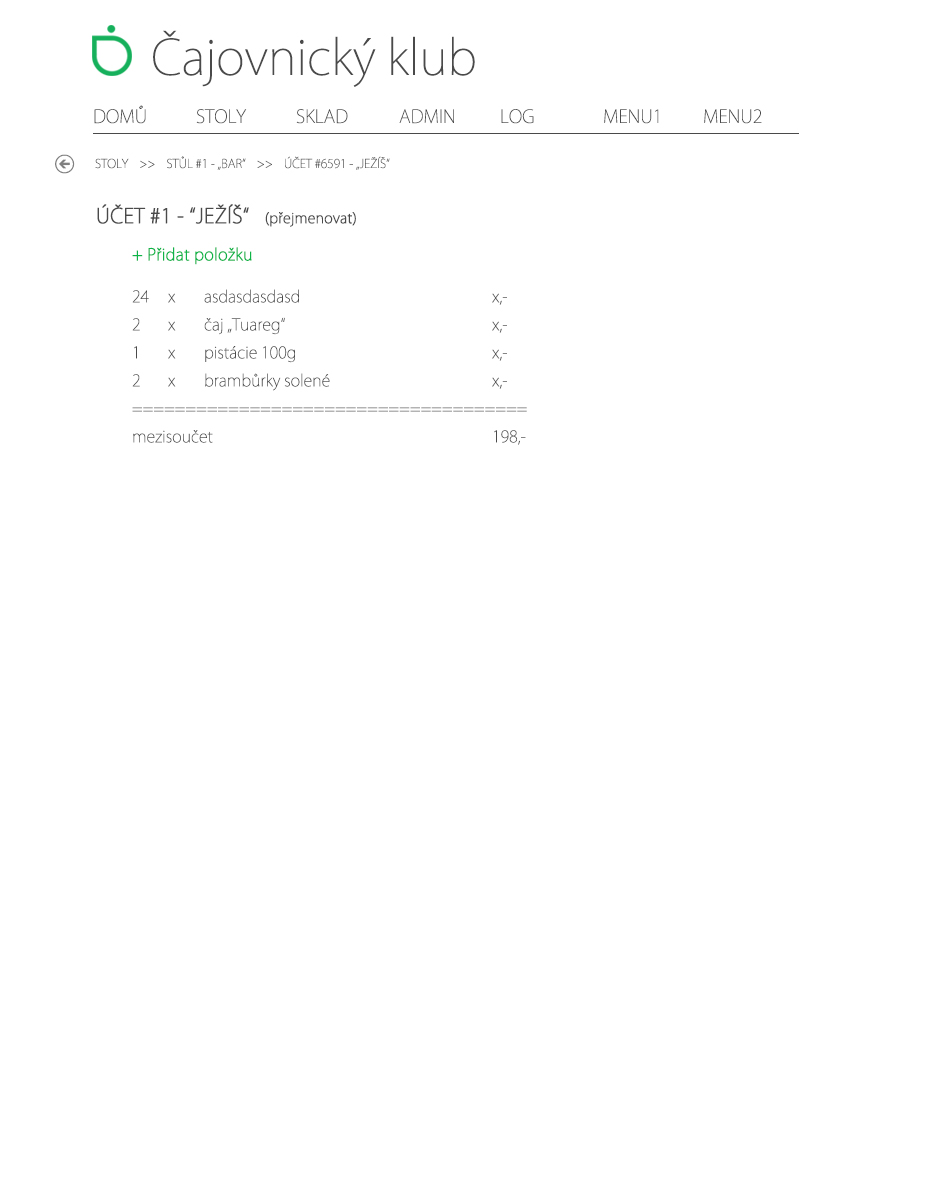 Čajovnický klub
DOMŮ STOLY SKLAD ADMIN LOG MENU1 MENU2
STOLY >> STŮL #1 - „BAR“ >> ÚČET #6591 - „JEŽÍŠ“
ÚČET #1 - “JEŽÍŠ“ (přejmenovat)
+ Přidat položku
24 x asdasdasdasd x,-
2 x čaj „Tuareg“ x,-
1 x pistácie 100g x,-
2 x brambůrky solené x,-
=====================================
mezisoučet 198,-